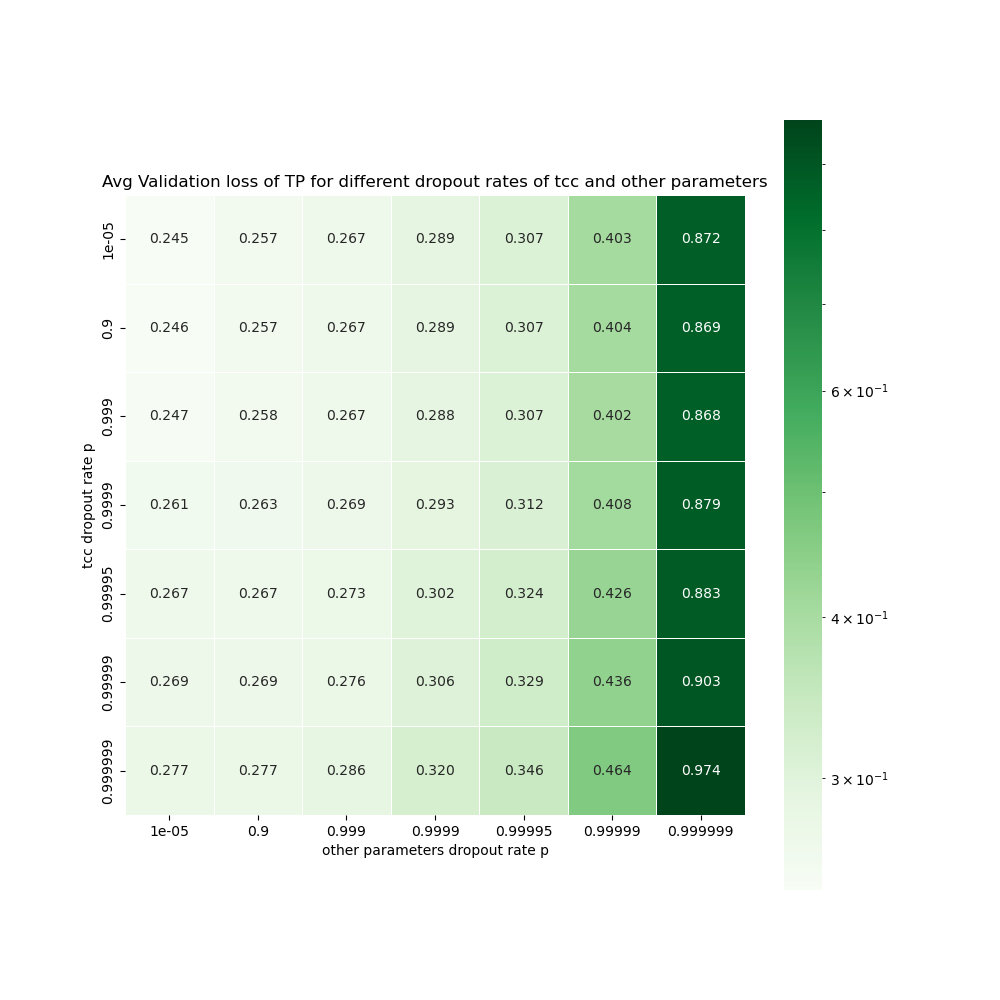 Avg Validation loss of TP for different dropout rates of tcc and other parameters
tcc dropout rate p
1e-05 0.245 0.257 0.267 0.289 0.307 0.403 0.872
0.9 0.246 0.257 0.267 0.289 0.307 0.404 0.869
0.999 0.247 0.258 0.267 0.288 0.307 0.402 0.868
0.9999 0.261 0.263 0.269 0.293 0.312 0.408 0.879
0.99995 0.267 0.267 0.273 0.302 0.324 0.426 0.883
0.99999 0.269 0.269 0.276 0.306 0.329 0.436 0.903
0.999999 0.277 0.277 0.286 0.320 0.346 0.464 0.974
1e-05 0.9 0.999 0.9999 0.99995 0.99999 0.999999
other parameters dropout rate p
6 × 10⁻¹
4 × 10⁻¹
3 × 10⁻¹